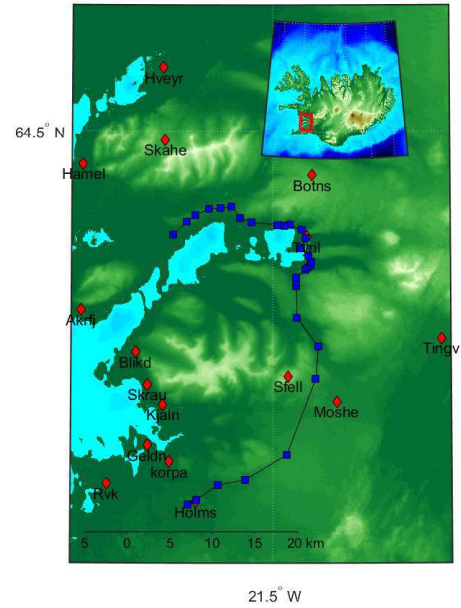 Hveyr
64.5° N
Skahe
Hamel
Botns
Tyril
Akrfj
Tingv
Blikd
Skrau
Sfell
Kjaln
Moshe
Geldn
korpa
Rvk
Holms
5 0 5 10 15 20 km
21.5° W